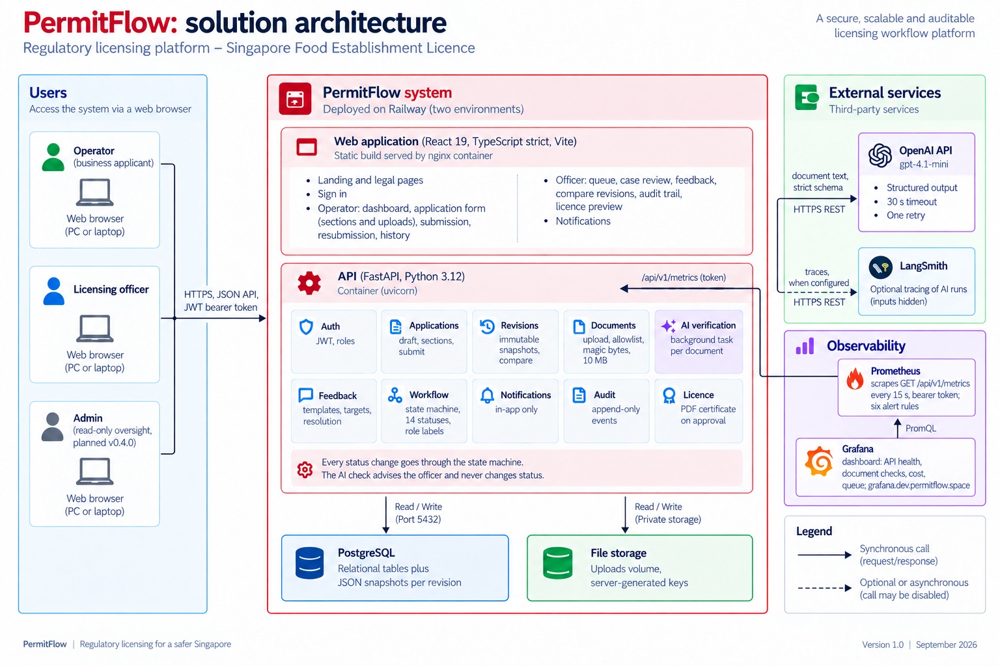 PermitFlow: solution architecture
Regulatory licensing platform – Singapore Food Establishment Licence
A secure, scalable and auditable
licensing workflow platform
Users
Access the system via a web browser
Operator
(business applicant)
Web browser
(PC or laptop)
Licensing officer
Web browser
(PC or laptop)
Admin
(read-only oversight,
planned v0.4.0)
Web browser
(PC or laptop)
HTTPS, JSON API,
JWT bearer token
PermitFlow system
Deployed on Railway (two environments)
Web application (React 19, TypeScript strict, Vite)
Static build served by nginx container
• Landing and legal pages
• Sign in
• Operator: dashboard, application form
(sections and uploads), submission,
resubmission, history
• Officer: queue, case review, feedback,
compare revisions, audit trail,
licence preview
• Notifications
API (FastAPI, Python 3.12)
Container (uvicorn)
/api/v1/metrics (token)
Auth
JWT, roles
Applications
draft, sections,
submit
Revisions
immutable
snapshots,
compare
Documents
upload, allowlist,
magic bytes,
10 MB
AI verification
background task
per document
Feedback
templates, targets,
resolution
Workflow
state machine,
14 statuses,
role labels
Notifications
in-app only
Audit
append-only
events
Licence
PDF certificate
on approval
Every status change goes through the state machine.
The AI check advises the officer and never changes status.
Read / Write
(Port 5432)
Read / Write
(Private storage)
PostgreSQL
Relational tables plus
JSON snapshots per revision
File storage
Uploads volume,
server-generated keys
External services
Third-party services
document text,
strict schema
HTTPS REST
OpenAI API
gpt-4.1-mini
• Structured output
• 30 s timeout
• One retry
traces,
when configured
HTTPS REST
LangSmith
Optional tracing of AI runs
(inputs hidden)
Observability
Prometheus
scrapes GET /api/v1/metrics
every 15 s, bearer token;
six alert rules
PromQL
Grafana
dashboard: API health,
document checks, cost,
queue; grafana.dev.permitflow.space
Legend
Synchronous call
(request/response)
Optional or asynchronous
(call may be disabled)
PermitFlow | Regulatory licensing for a safer Singapore
Version 1.0 | September 2026